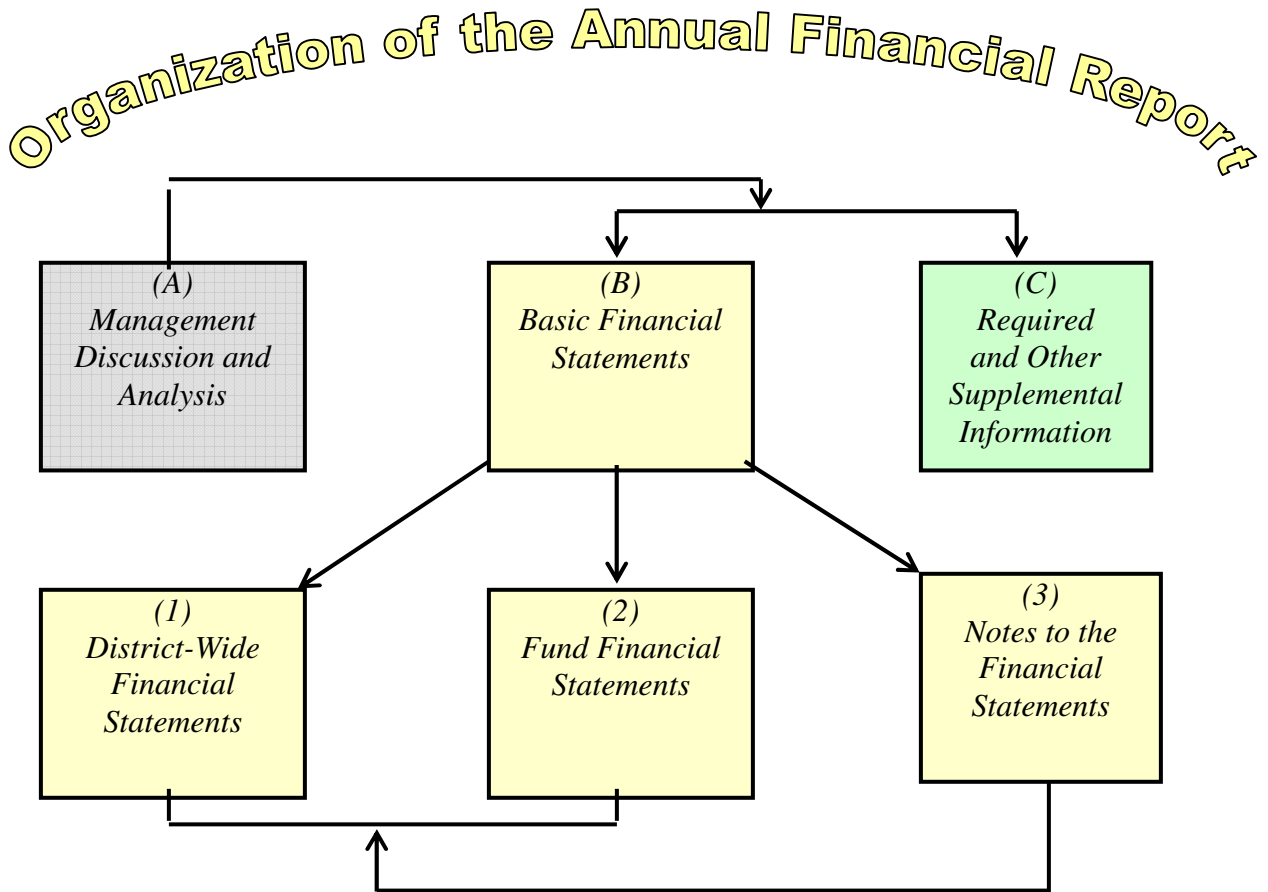 Organization of the Annual Financial Report
(A)
Management
Discussion and
Analysis
(B)
Basic Financial
Statements
(C)
Required
and Other
Supplemental
Information
(1)
District-Wide
Financial
Statements
(2)
Fund Financial
Statements
(3)
Notes to the
Financial
Statements